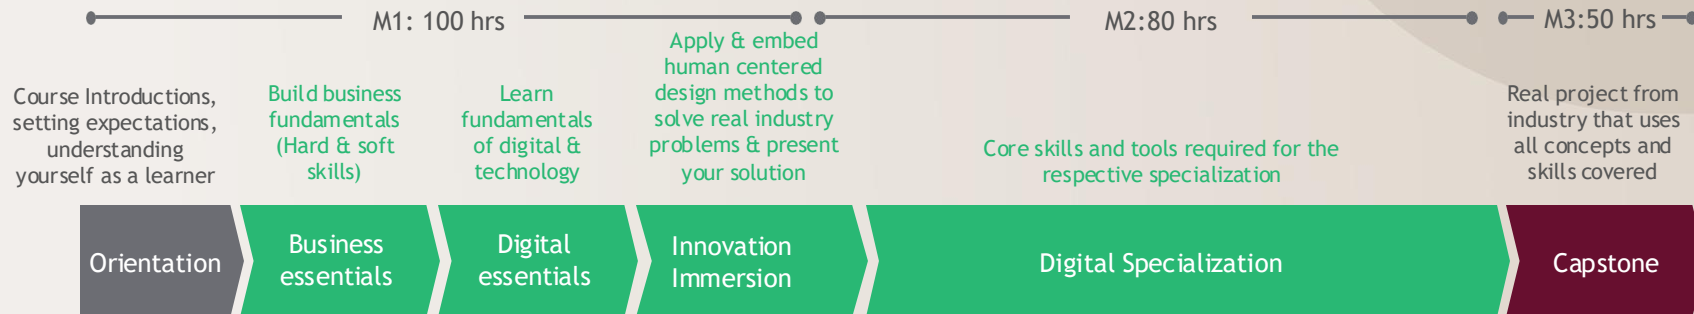 M1: 100 hrs
M2:80 hrs
M3:50 hrs
Course Introductions,
setting expectations,
understanding
yourself as a learner
Build business
fundamentals
(Hard & soft
skills)
Learn
fundamentals
of digital &
technology
Apply & embed
human centered
design methods to
solve real industry
problems & present
your solution
Core skills and tools required for the
respective specialization
Real project from
industry that uses
all concepts and
skills covered
Orientation
Business
essentials
Digital
essentials
Innovation
Immersion
Digital Specialization
Capstone